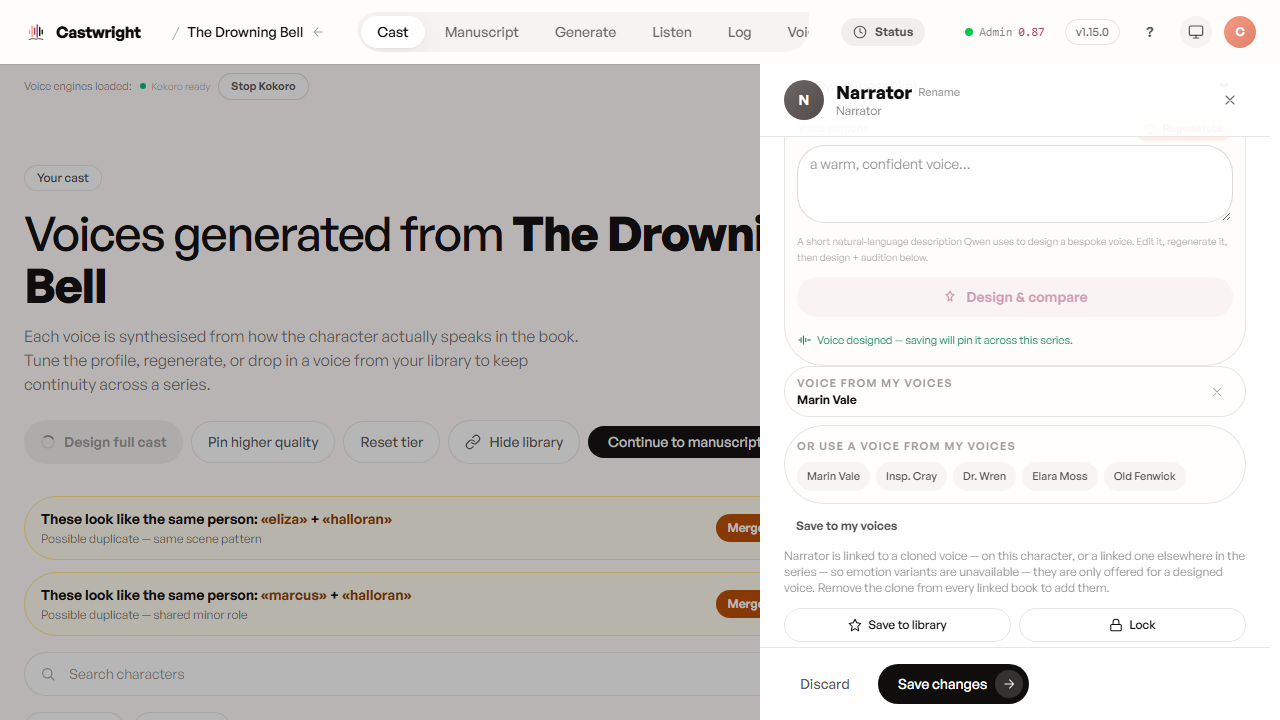 Castwright
/ The Drowning Bell ←
Cast
Manuscript
Generate
Listen
Log
Status
Admin 0.87
v1.15.0
?
C
Voice engines loaded:
Kokoro ready
Stop Kokoro
Your cast
Voices generated from The Drowni
Bell
Each voice is synthesised from how the character actually speaks in the book.
Tune the profile, regenerate, or drop in a voice from your library to keep
continuity across a series.
Design full cast
Pin higher quality
Reset tier
Hide library
Continue to manuscript
These look like the same person: «eliza» + «halloran»
Possible duplicate — same scene pattern
Merge
These look like the same person: «marcus» + «halloran»
Possible duplicate — shared minor role
Merge
Search characters
N
Narrator Rename
Narrator
a warm, confident voice...
A short natural-language description Qwen uses to design a bespoke voice. Edit it, regenerate it,
then design + audition below.
Design & compare
Voice designed — saving will pin it across this series.
VOICE FROM MY VOICES
Marin Vale
OR USE A VOICE FROM MY VOICES
Marin Vale
Insp. Cray
Dr. Wren
Elara Moss
Old Fenwick
Save to my voices
Narrator is linked to a cloned voice — on this character, or a linked one elsewhere in the
series — so emotion variants are unavailable — they are only offered for a designed
voice. Remove the clone from every linked book to add them.
Save to library
Lock
Discard
Save changes